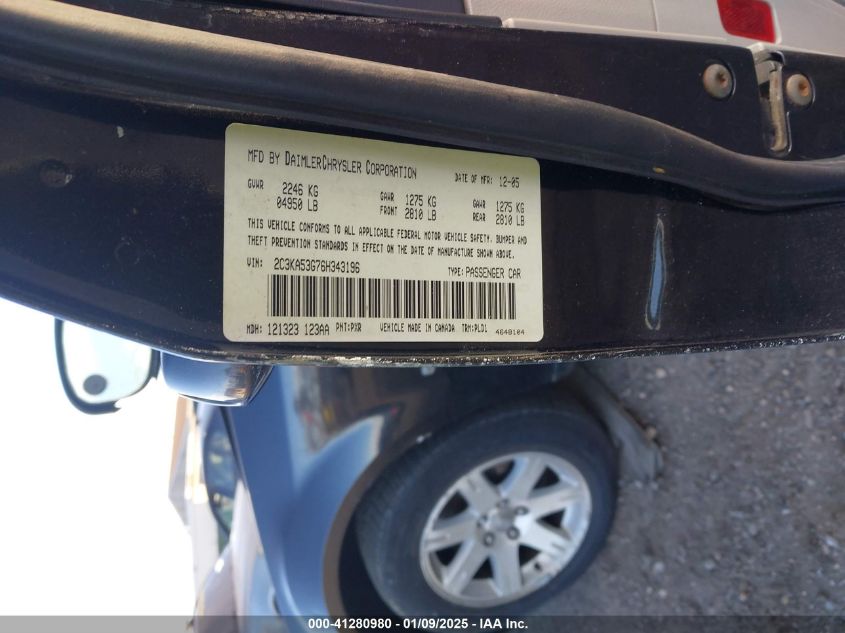 MFD BY DAIMLERCHRYSLER CORPORATION DATE OF MFR: 12-05
GVWR 2246 KG GAWR 1275 KG GAWR 1275 KG
04950 LB FRONT 2810 LB REAR 2810 LB
THIS VEHICLE CONFORMS TO ALL APPLICABLE FEDERAL MOTOR VEHICLE SAFETY, BUMPER AND
THEFT PREVENTION STANDARDS IN EFFECT ON THE DATE OF MANUFACTURE SHOWN ABOVE.
VIN: 2C3KA53G76H343196 TYPE: PASSENGER CAR
MDH: 121323 123AA PNT: PXR VEHICLE MADE IN CANADA TRM: PLD1 4648104
000-41280980 - 01/09/2025 - IAA Inc.